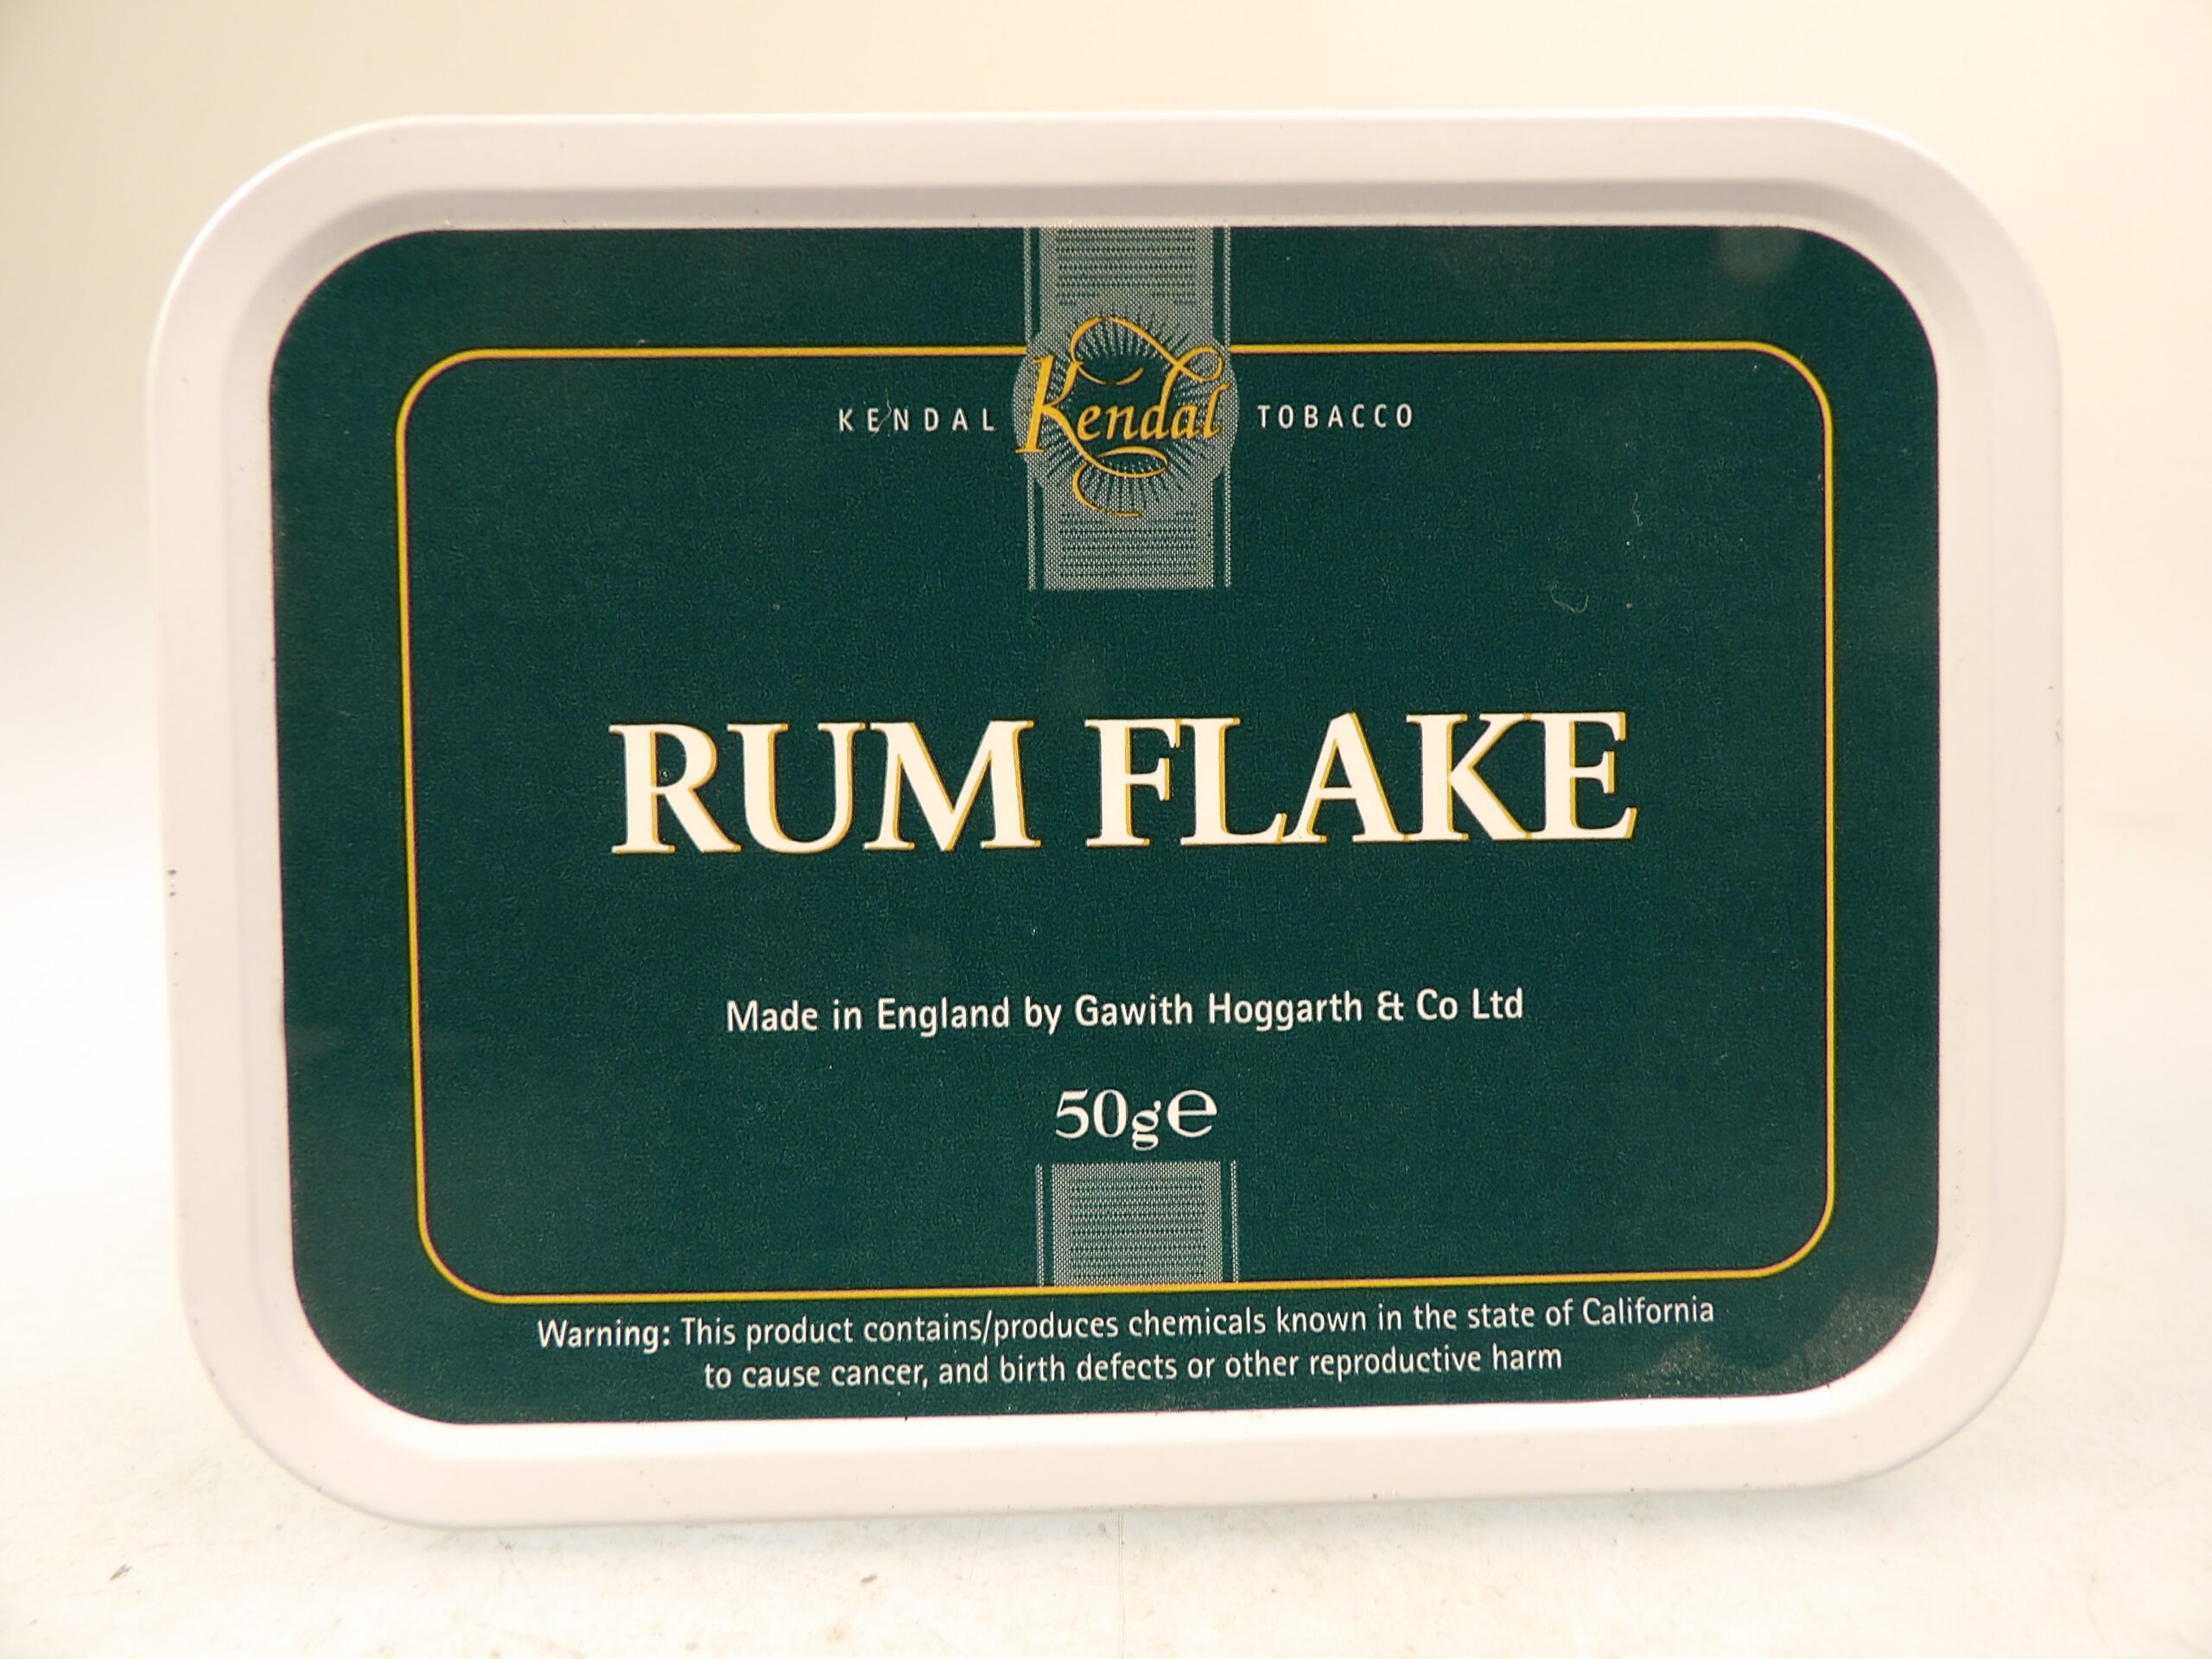 KENDAL Kendal TOBACCO
RUM FLAKE
Made in England by Gawith Hoggarth & Co Ltd
50g℮
Warning: This product contains/produces chemicals known in the state of California
to cause cancer, and birth defects or other reproductive harm